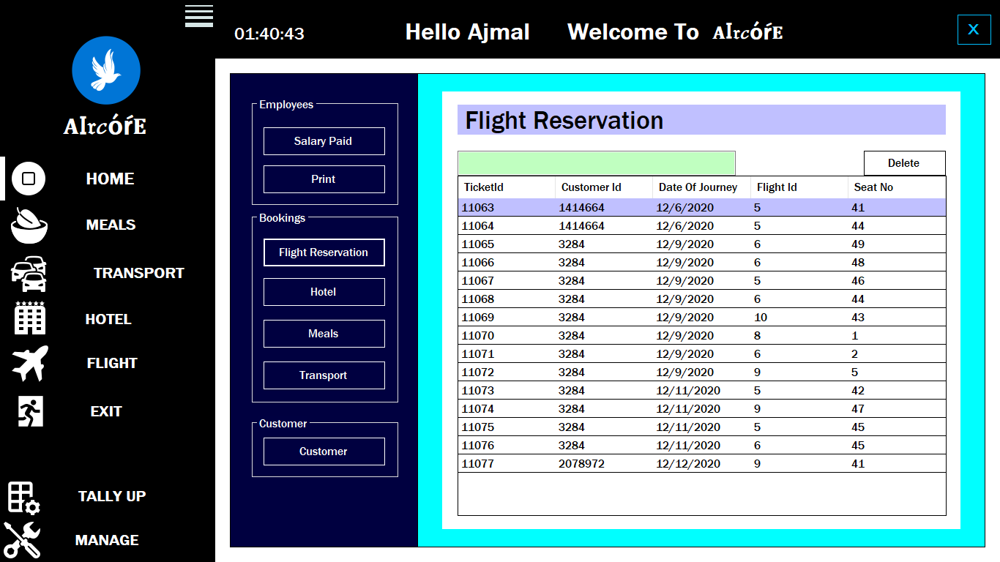 01:40:43 Hello Ajmal Welcome To AIrcóŕE X
AIrcóŕE
HOME
MEALS
TRANSPORT
HOTEL
FLIGHT
EXIT
TALLY UP
MANAGE
Employees
Salary Paid
Print
Bookings
Flight Reservation
Hotel
Meals
Transport
Customer
Customer
Flight Reservation
Delete
TicketId Customer Id Date Of Journey Flight Id Seat No
11063 1414664 12/6/2020 5 41
11064 1414664 12/6/2020 5 44
11065 3284 12/9/2020 6 49
11066 3284 12/9/2020 6 48
11067 3284 12/9/2020 5 46
11068 3284 12/9/2020 6 44
11069 3284 12/9/2020 10 43
11070 3284 12/9/2020 8 1
11071 3284 12/9/2020 6 2
11072 3284 12/9/2020 9 5
11073 3284 12/11/2020 5 42
11074 3284 12/11/2020 9 47
11075 3284 12/11/2020 5 45
11076 3284 12/11/2020 6 45
11077 2078972 12/12/2020 9 41